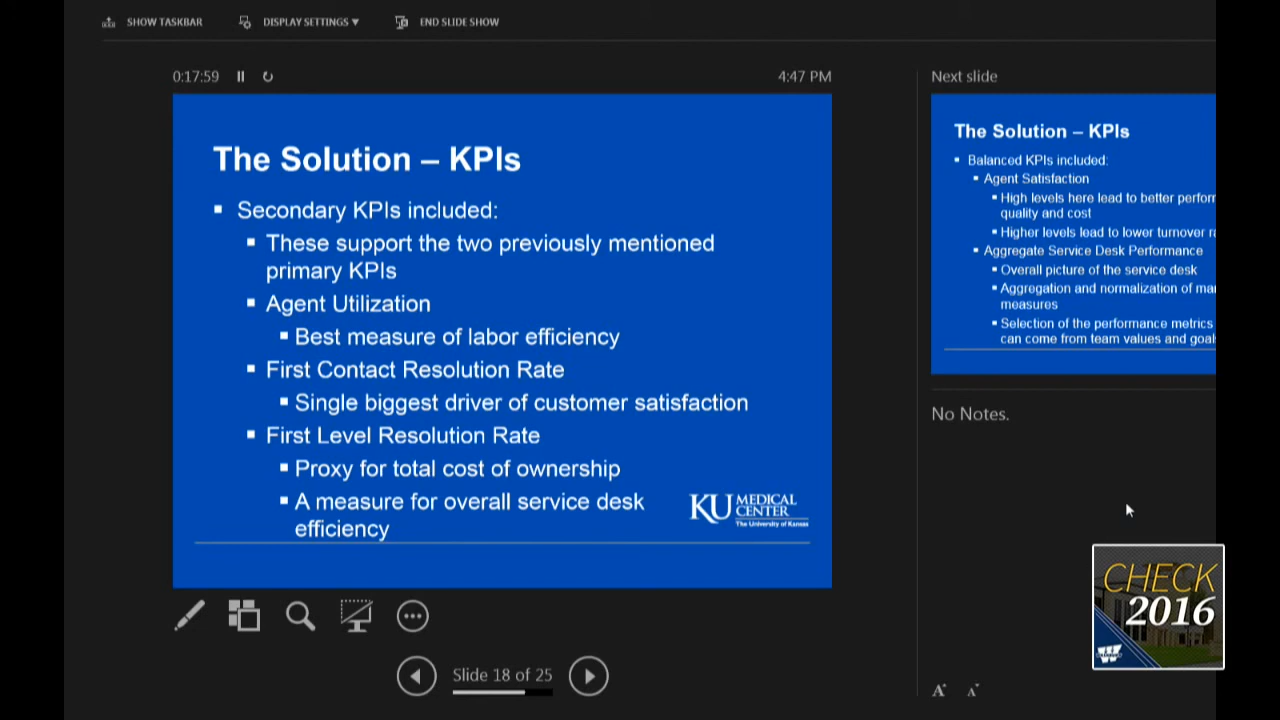 SHOW TASKBAR
DISPLAY SETTINGS ▼
END SLIDE SHOW
0:17:59
4:47 PM
The Solution – KPIs
▪ Secondary KPIs included:
▪ These support the two previously mentioned
primary KPIs
▪ Agent Utilization
▪ Best measure of labor efficiency
▪ First Contact Resolution Rate
▪ Single biggest driver of customer satisfaction
▪ First Level Resolution Rate
▪ Proxy for total cost of ownership
▪ A measure for overall service desk
efficiency
KU MEDICAL
CENTER
The University of Kansas
Slide 18 of 25
Next slide
The Solution – KPIs
▪ Balanced KPIs included:
▪ Agent Satisfaction
▪ High levels here lead to better perform
quality and cost
▪ Higher levels lead to lower turnover ra
▪ Aggregate Service Desk Performance
▪ Overall picture of the service desk
▪ Aggregation and normalization of ma
measures
▪ Selection of the performance metrics
can come from team values and goal
No Notes.
CHECK
2016
W
A A